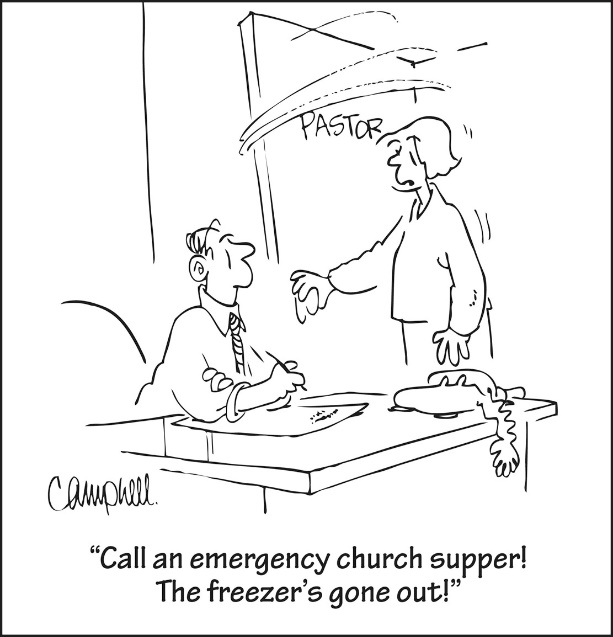 PASTOR
Campbell.
“Call an emergency church supper!
The freezer’s gone out!”